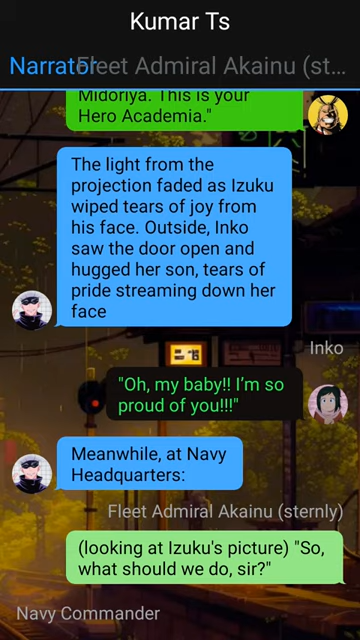 Kumar Ts
Narrator
Fleet Admiral Akainu (st...
Midoriya. This is your
Hero Academia."
The light from the
projection faded as Izuku
wiped tears of joy from
his face. Outside, Inko
saw the door open and
hugged her son, tears of
pride streaming down her
face
Inko
"Oh, my baby!! I'm so
proud of you!!!"
Meanwhile, at Navy
Headquarters:
Fleet Admiral Akainu (sternly)
(looking at Izuku's picture) "So,
what should we do, sir?"
Navy Commander